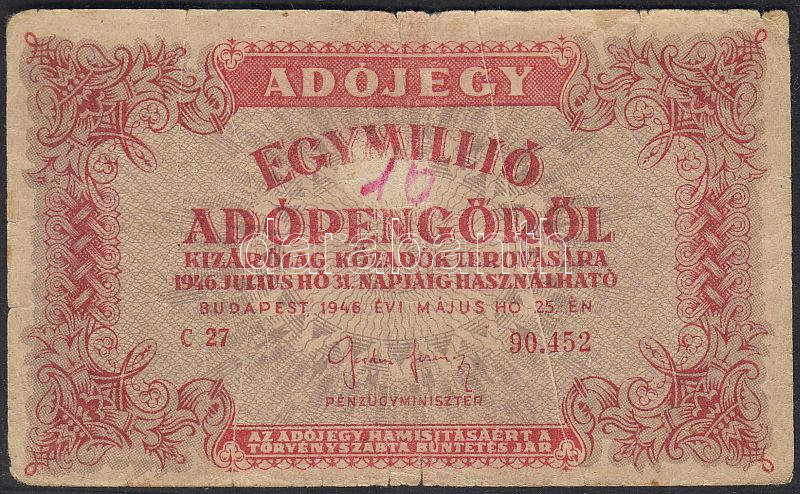 ADÓJEGY
EGYMILLIÓ
16
ADÓPENGŐRŐL
KIZÁRÓLAG KÖZADÓK LEROVÁSÁRA
1946. JULIUS HÓ 31. NAPJÁIG HASZNÁLHATÓ
BUDAPEST, 1946. ÉVI MÁJUS HÓ 25.-ÉN
C 27
90.452
PÉNZÜGYMINISZTER
AZ ADÓJEGY HAMISITÁSÁÉRT A
TÖRVÉNYSZABTA BÜNTETÉS JÁR
darabanth